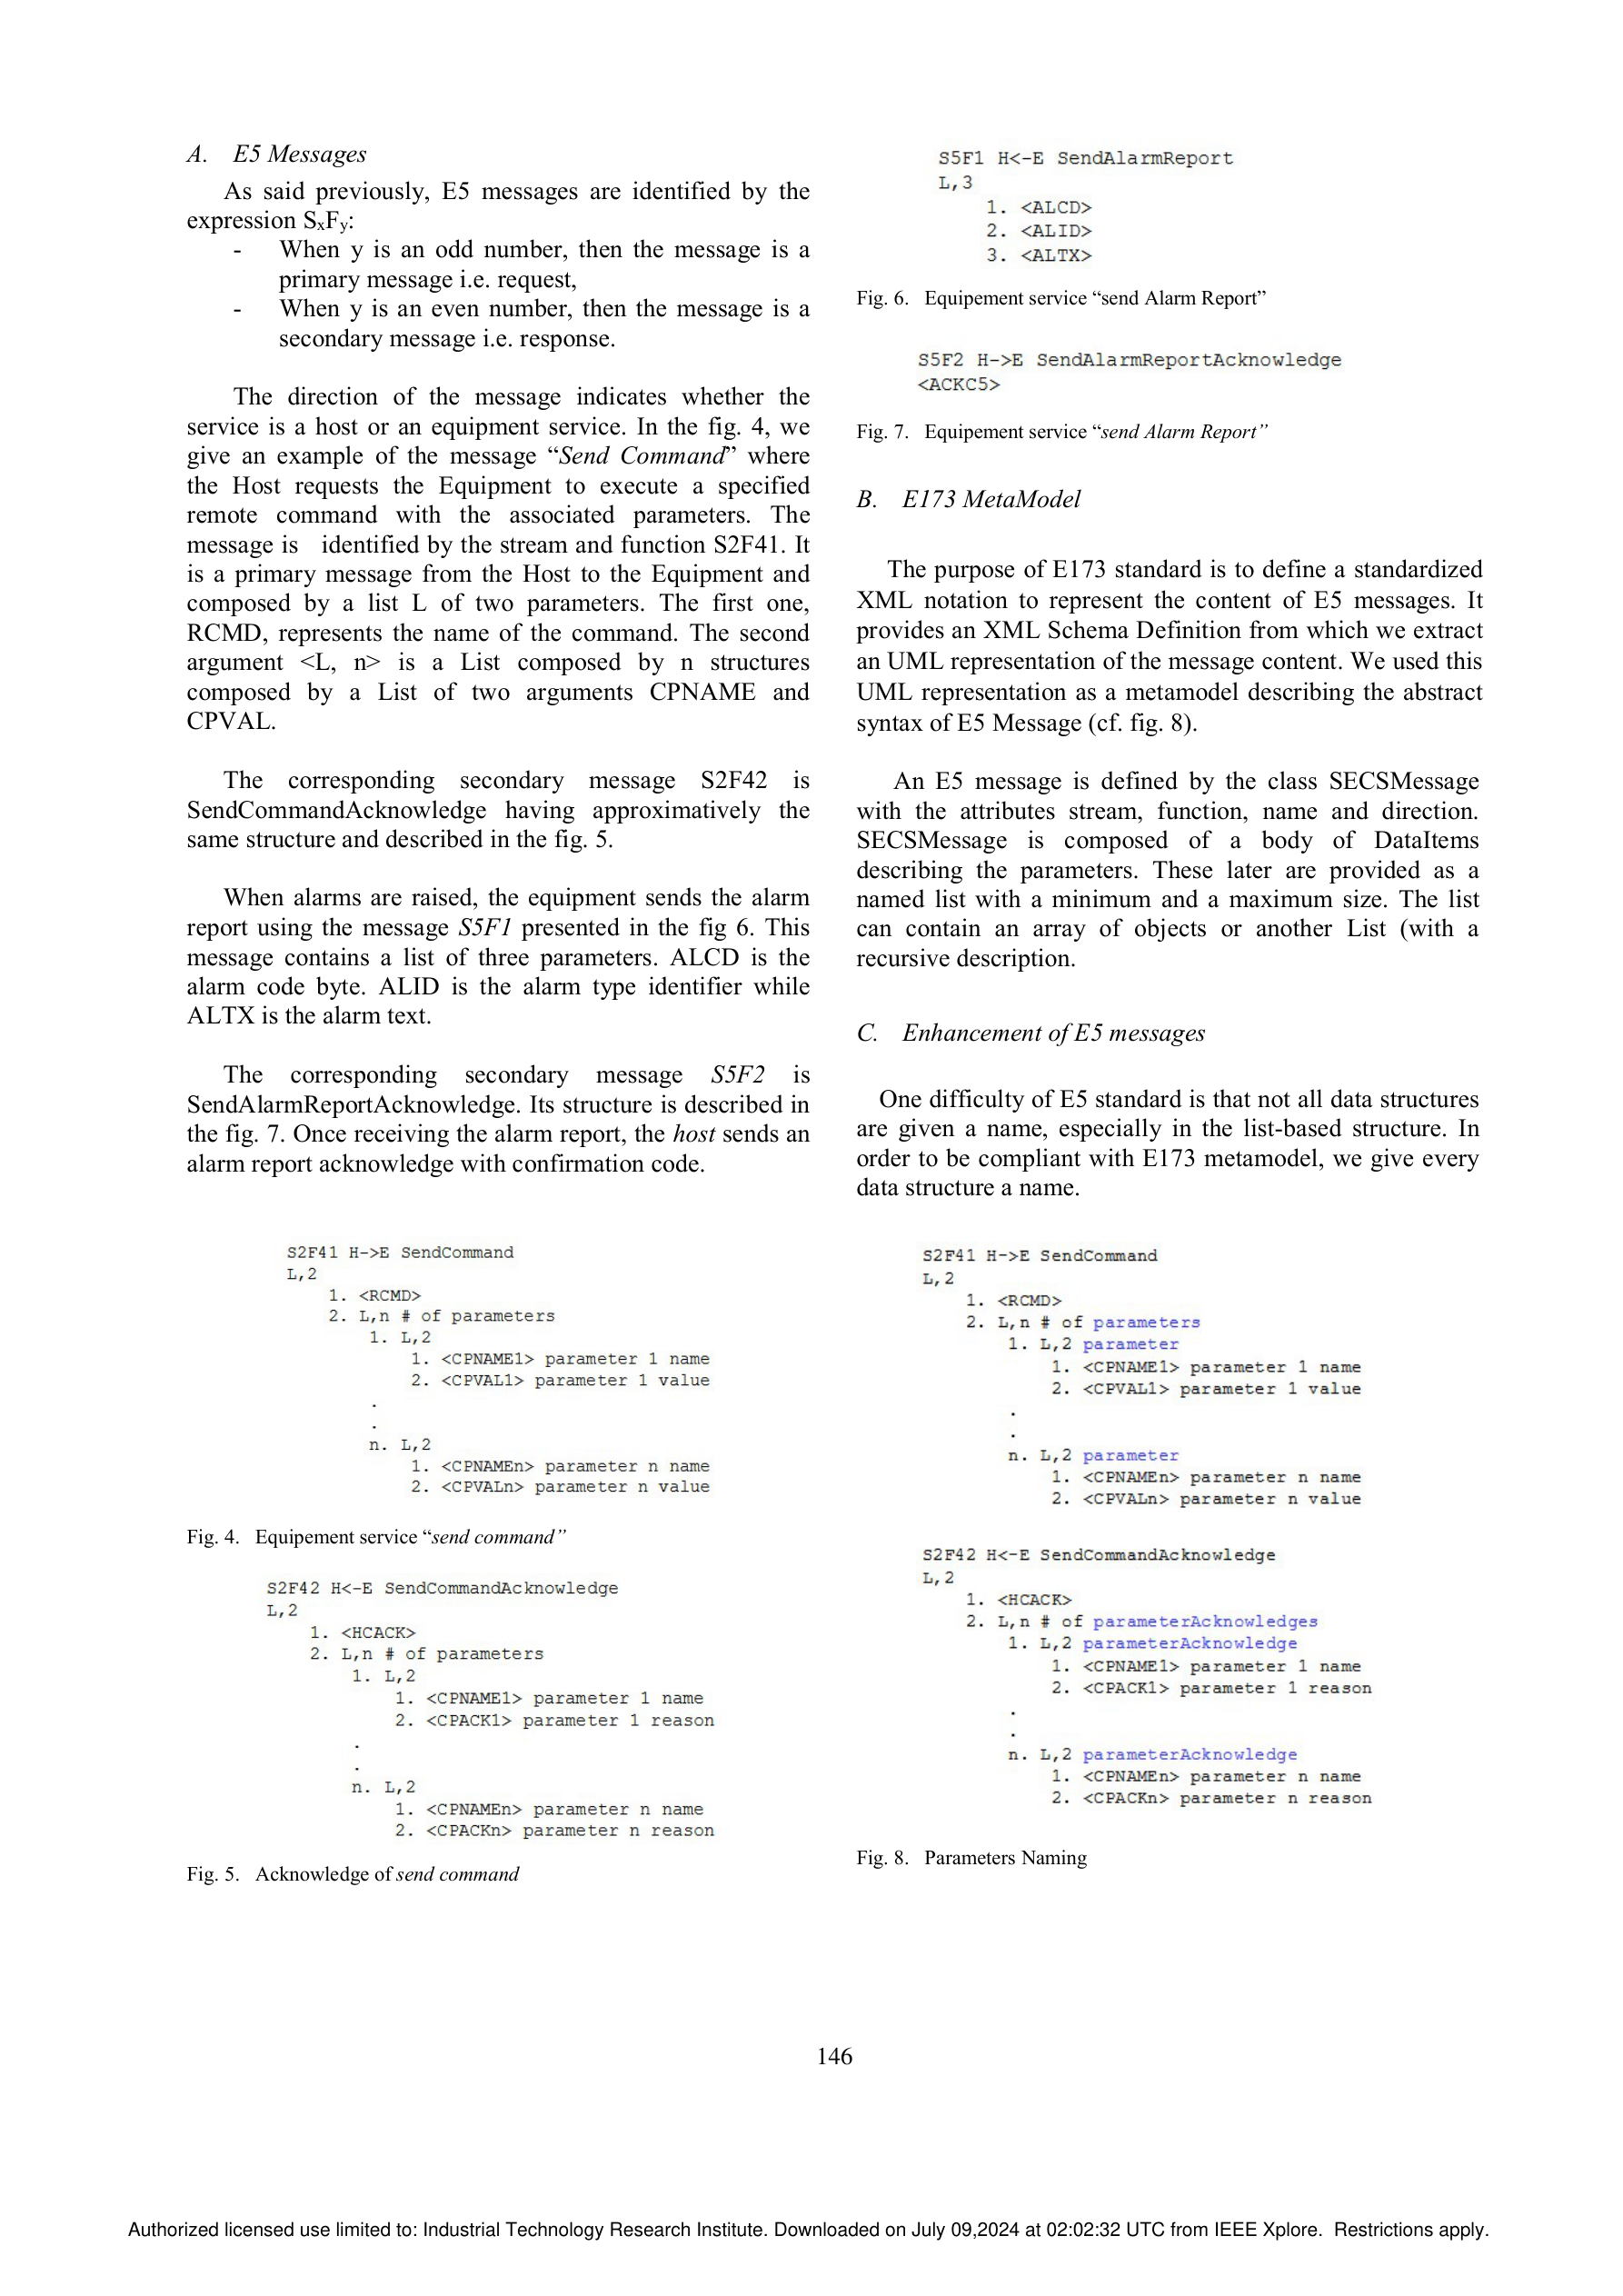 A. E5 Messages
As said previously, E5 messages are identified by the
expression SxFy:
- When y is an odd number, then the message is a
primary message i.e. request,
- When y is an even number, then the message is a
secondary message i.e. response.
The direction of the message indicates whether the
service is a host or an equipment service. In the fig. 4, we
give an example of the message “Send Command” where
the Host requests the Equipment to execute a specified
remote command with the associated parameters. The
message is identified by the stream and function S2F41. It
is a primary message from the Host to the Equipment and
composed by a list L of two parameters. The first one,
RCMD, represents the name of the command. The second
argument <L, n> is a List composed by n structures
composed by a List of two arguments CPNAME and
CPVAL.
The corresponding secondary message S2F42 is
SendCommandAcknowledge having approximatively the
same structure and described in the fig. 5.
When alarms are raised, the equipment sends the alarm
report using the message S5F1 presented in the fig 6. This
message contains a list of three parameters. ALCD is the
alarm code byte. ALID is the alarm type identifier while
ALTX is the alarm text.
The corresponding secondary message S5F2 is
SendAlarmReportAcknowledge. Its structure is described in
the fig. 7. Once receiving the alarm report, the host sends an
alarm report acknowledge with confirmation code.
S2F41 H->E SendCommand
L,2
1. <RCMD>
2. L,n # of parameters
1. L,2
1. <CPNAME1> parameter 1 name
2. <CPVAL1> parameter 1 value
.
.
n. L,2
1. <CPNAMEn> parameter n name
2. <CPVALn> parameter n value
Fig. 4. Equipement service “send command”
S2F42 H<-E SendCommandAcknowledge
L,2
1. <HCACK>
2. L,n # of parameters
1. L,2
1. <CPNAME1> parameter 1 name
2. <CPACK1> parameter 1 reason
.
.
n. L,2
1. <CPNAMEn> parameter n name
2. <CPACKn> parameter n reason
Fig. 5. Acknowledge of send command
S5F1 H<-E SendAlarmReport
L,3
1. <ALCD>
2. <ALID>
3. <ALTX>
Fig. 6. Equipement service “send Alarm Report”
S5F2 H->E SendAlarmReportAcknowledge
<ACKC5>
Fig. 7. Equipement service “send Alarm Report”
B. E173 MetaModel
The purpose of E173 standard is to define a standardized
XML notation to represent the content of E5 messages. It
provides an XML Schema Definition from which we extract
an UML representation of the message content. We used this
UML representation as a metamodel describing the abstract
syntax of E5 Message (cf. fig. 8).
An E5 message is defined by the class SECSMessage
with the attributes stream, function, name and direction.
SECSMessage is composed of a body of DataItems
describing the parameters. These later are provided as a
named list with a minimum and a maximum size. The list
can contain an array of objects or another List (with a
recursive description.
C. Enhancement of E5 messages
One difficulty of E5 standard is that not all data structures
are given a name, especially in the list-based structure. In
order to be compliant with E173 metamodel, we give every
data structure a name.
S2F41 H->E SendCommand
L,2
1. <RCMD>
2. L,n # of parameters
1. L,2 parameter
1. <CPNAME1> parameter 1 name
2. <CPVAL1> parameter 1 value
.
.
n. L,2 parameter
1. <CPNAMEn> parameter n name
2. <CPVALn> parameter n value
S2F42 H<-E SendCommandAcknowledge
L,2
1. <HCACK>
2. L,n # of parameterAcknowledges
1. L,2 parameterAcknowledge
1. <CPNAME1> parameter 1 name
2. <CPACK1> parameter 1 reason
.
.
n. L,2 parameterAcknowledge
1. <CPNAMEn> parameter n name
2. <CPACKn> parameter n reason
Fig. 8. Parameters Naming
146
Authorized licensed use limited to: Industrial Technology Research Institute. Downloaded on July 09,2024 at 02:02:32 UTC from IEEE Xplore. Restrictions apply.